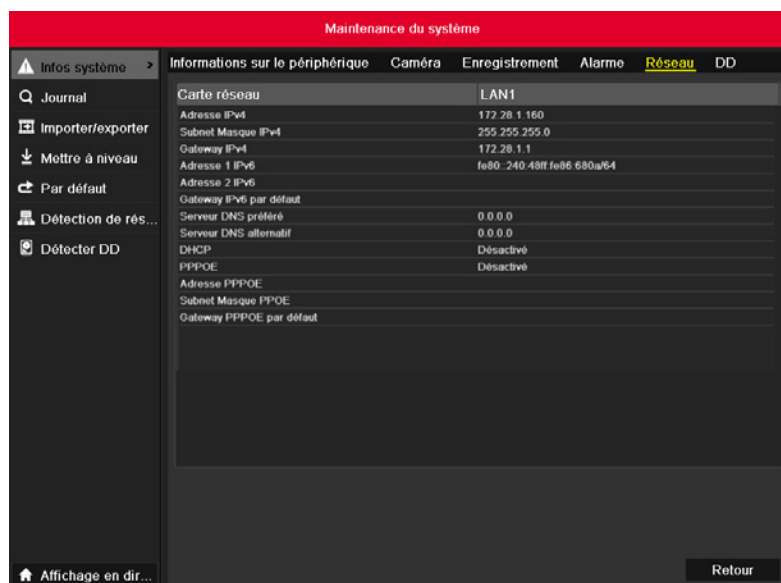 Maintenance du système
Infos système >
Journal
Importer/exporter
Mettre à niveau
Par défaut
Détection de rés...
Détecter DD
Affichage en dir...
Informations sur le périphérique Caméra Enregistrement Alarme Réseau DD
Carte réseau LAN1
Adresse IPv4 172.28.1.160
Subnet Masque IPv4 255.255.255.0
Gateway IPv4 172.28.1.1
Adresse 1 IPv6 fe80::240:48ff:fe86:680a/64
Adresse 2 IPv6
Gateway IPv6 par défaut
Serveur DNS préféré 0.0.0.0
Serveur DNS alternatif 0.0.0.0
DHCP Désactivé
PPPOE Désactivé
Adresse PPPOE
Subnet Masque PPOE
Gateway PPPOE par défaut
Retour